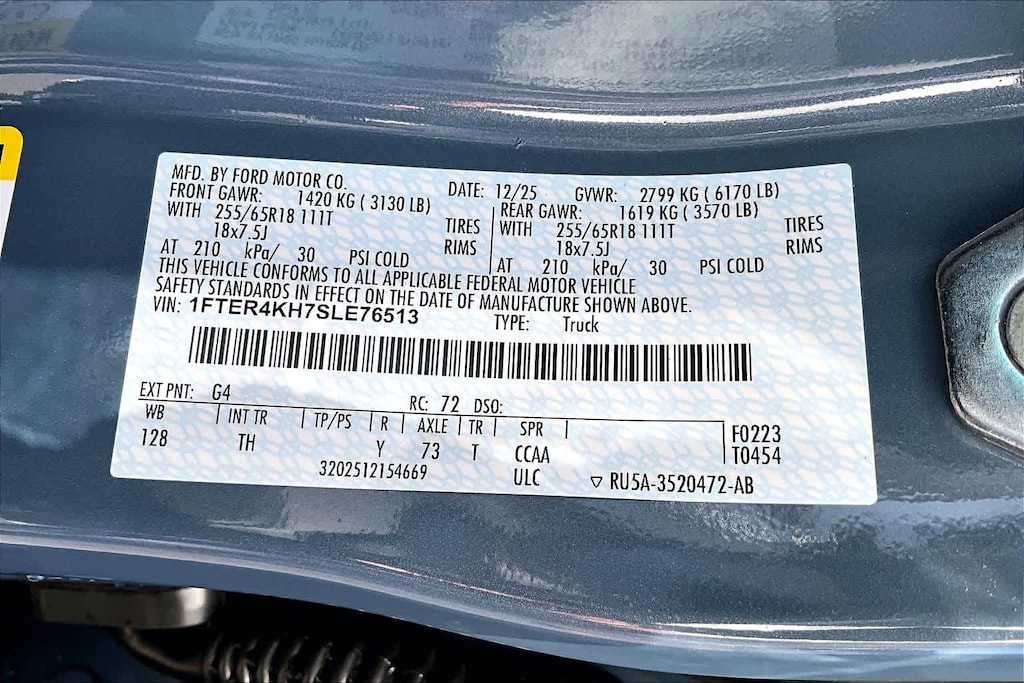 MFD. BY FORD MOTOR CO. DATE: 12/25 GVWR: 2799 KG ( 6170 LB)
FRONT GAWR: 1420 KG ( 3130 LB) REAR GAWR: 1619 KG ( 3570 LB)
WITH 255/65R18 111T TIRES WITH 255/65R18 111T TIRES
18x7.5J RIMS 18x7.5J RIMS
AT 210 kPa/ 30 PSI COLD AT 210 kPa/ 30 PSI COLD
THIS VEHICLE CONFORMS TO ALL APPLICABLE FEDERAL MOTOR VEHICLE
SAFETY STANDARDS IN EFFECT ON THE DATE OF MANUFACTURE SHOWN ABOVE.
VIN: 1FTER4KH7SLE76513 TYPE: Truck
EXT PNT: G4 RC: 72 DSO:
WB INT TR TP/PS R AXLE TR SPR F0223
128 TH Y 73 T CCAA T0454
3202512154669 ULC ▽ RU5A-3520472-AB